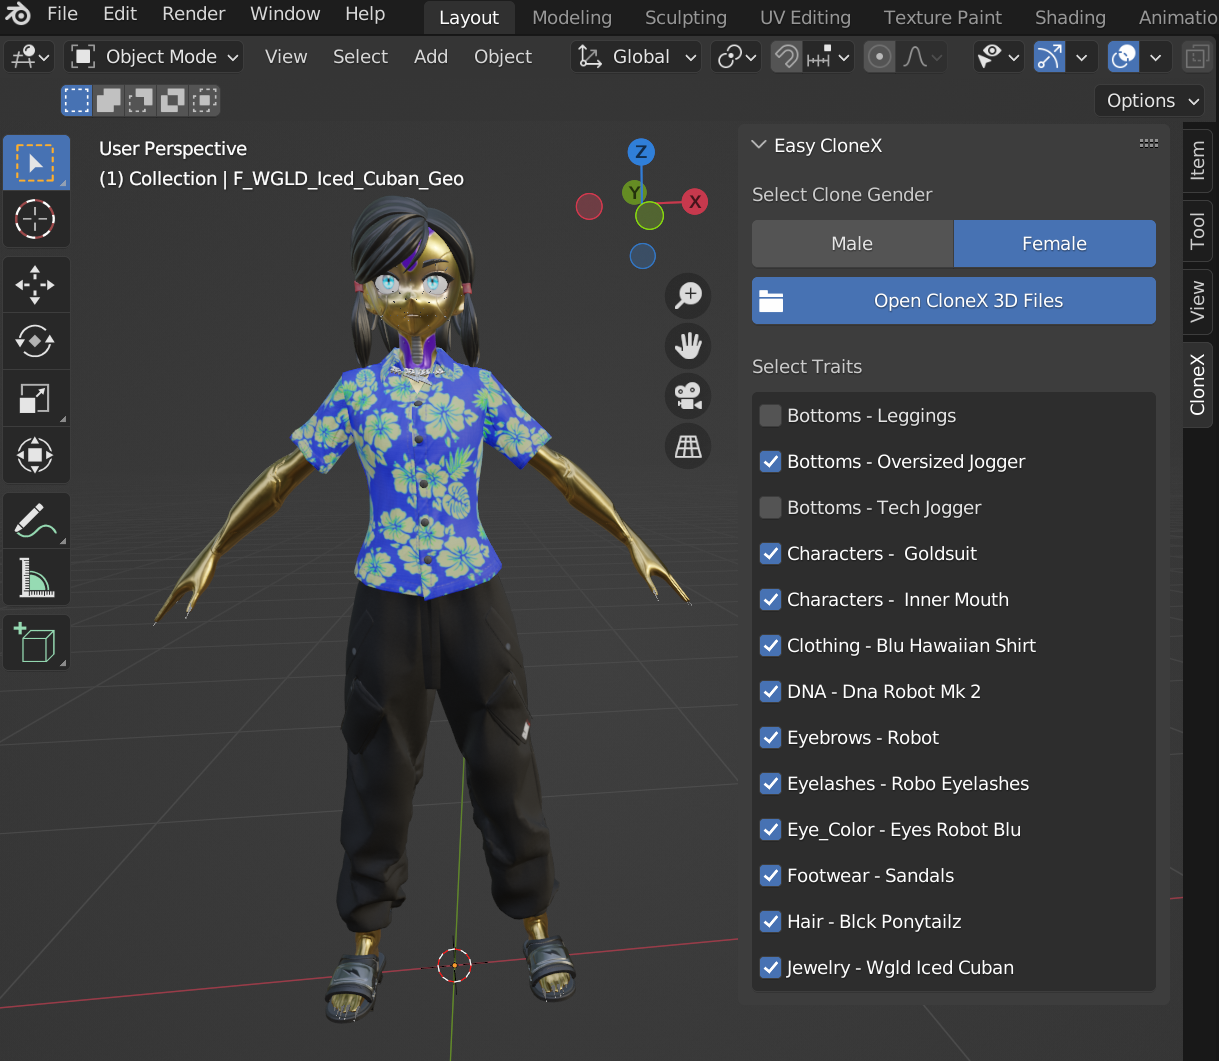 File Edit Render Window Help Layout Modeling Sculpting UV Editing Texture Paint Shading Animatio
Object Mode View Select Add Object Global
Options
User Perspective
(1) Collection | F_WGLD_Iced_Cuban_Geo
Z
Y
X
Easy CloneX
Select Clone Gender
Male Female
Open CloneX 3D Files
Select Traits
Bottoms - Leggings
Bottoms - Oversized Jogger
Bottoms - Tech Jogger
Characters -  Goldsuit
Characters -  Inner Mouth
Clothing - Blu Hawaiian Shirt
DNA - Dna Robot Mk 2
Eyebrows - Robot
Eyelashes - Robo Eyelashes
Eye_Color - Eyes Robot Blu
Footwear - Sandals
Hair - Blck Ponytailz
Jewelry - Wgld Iced Cuban
Item
Tool
View
CloneX